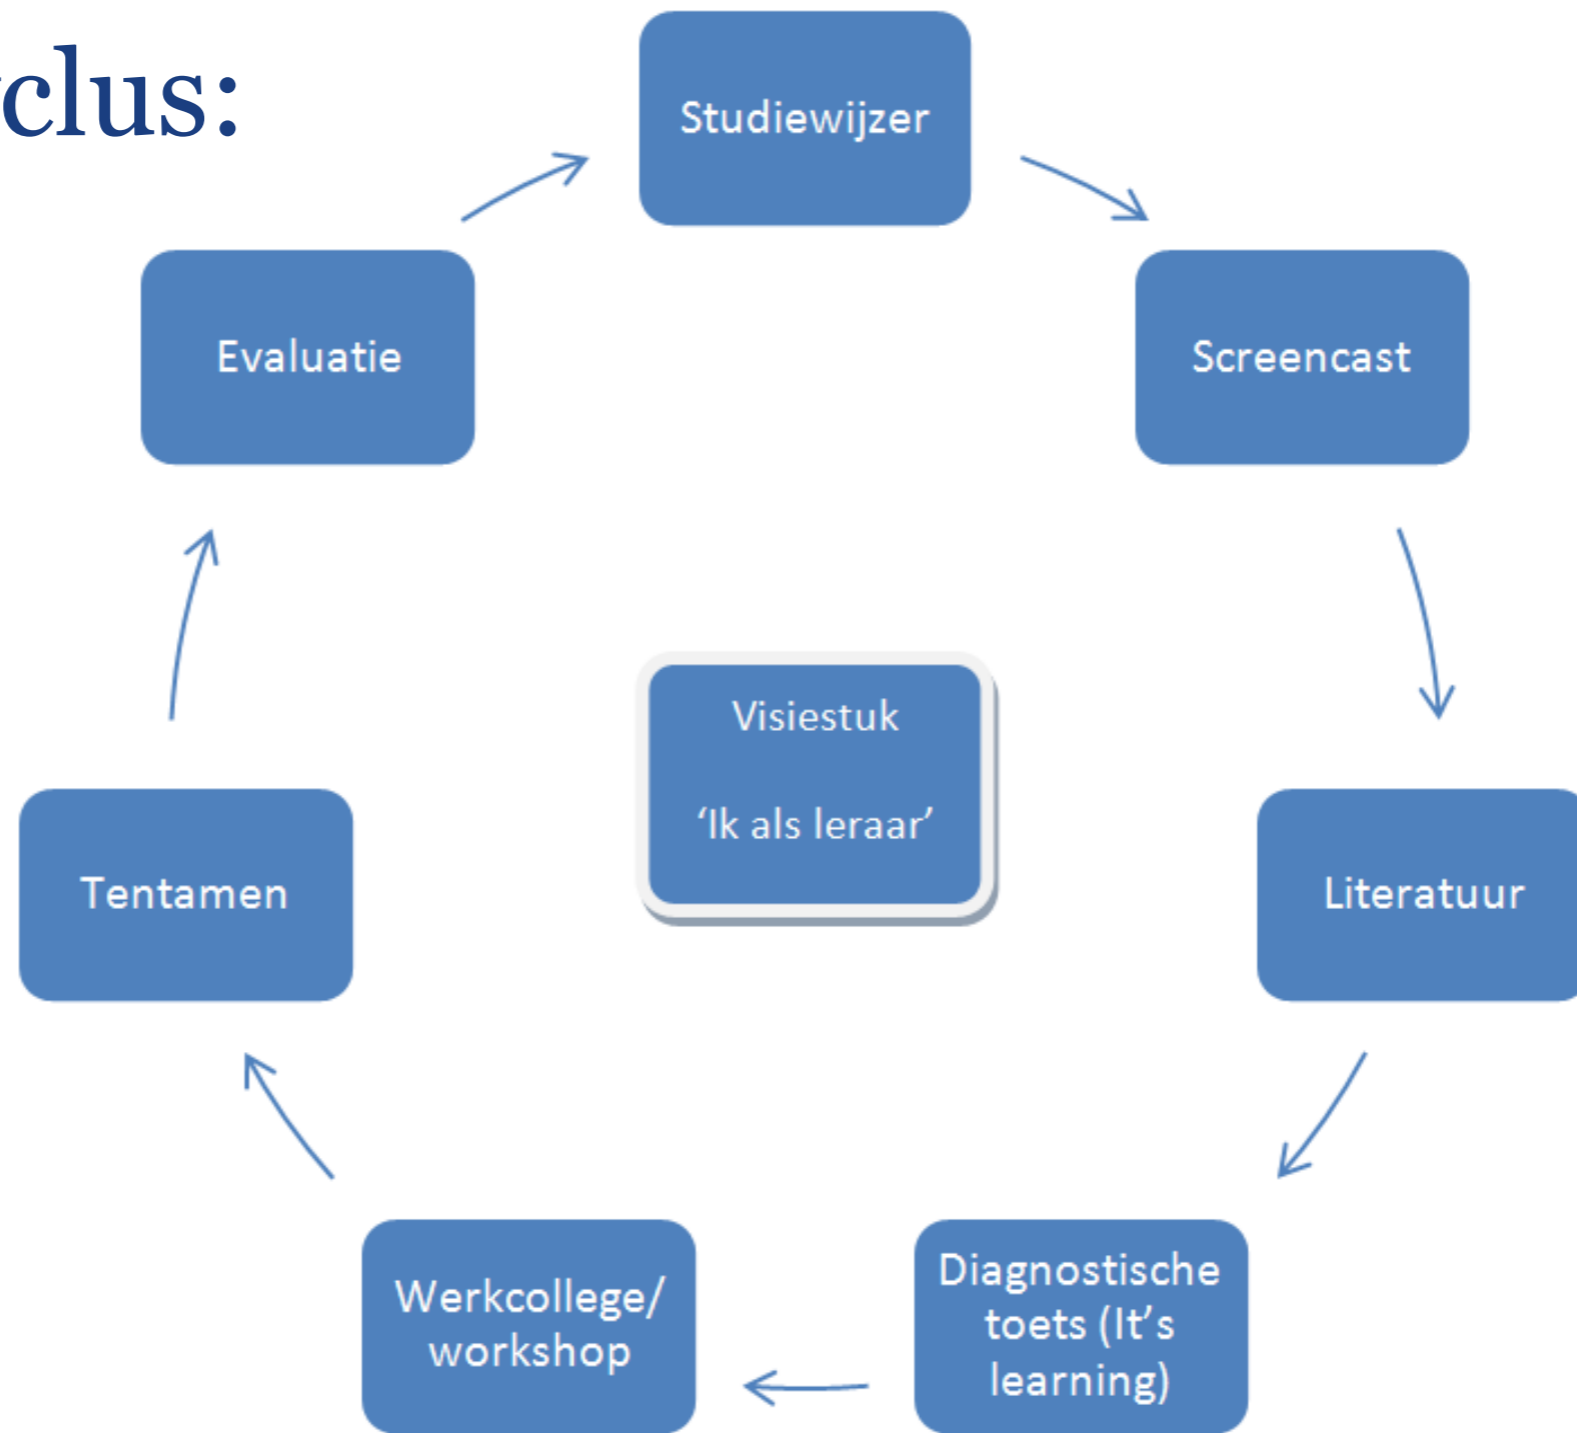 clus:
Studiewijzer
Screencast
Literatuur
Diagnostische
toets (It's
learning)
Werkcollege/
workshop
Tentamen
Evaluatie
Visiestuk
‘Ik als leraar’